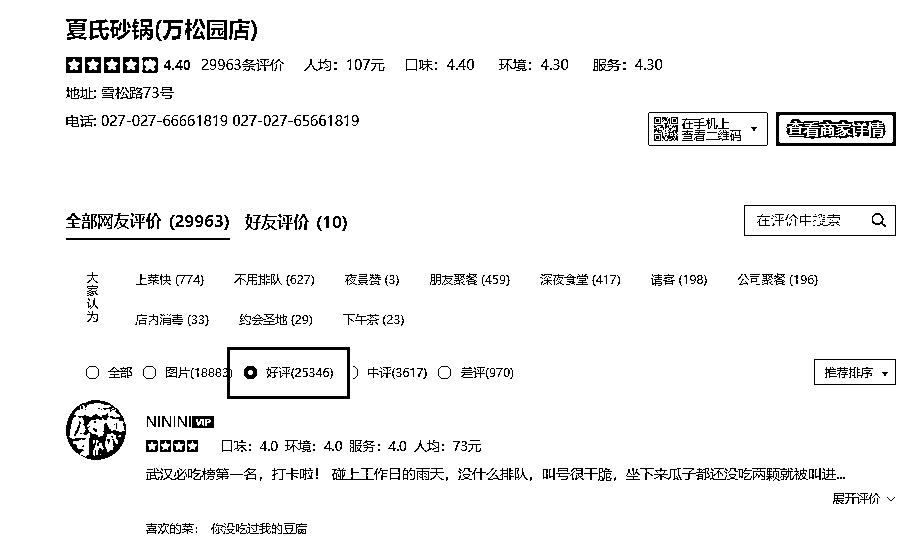 夏氏砂锅(万松园店)
4.40 29963条评价 人均：107元 口味：4.40 环境：4.30 服务：4.30
地址: 雪松路73号
电话: 027-027-66661819 027-027-65661819
在手机上
查看二维码
查看商家详情
全部网友评价 (29963) 好友评价 (10)
在评价中搜索
大家认为
上菜快 (774) 不用排队 (627) 夜景赞 (3) 朋友聚餐 (459) 深夜食堂 (417) 请客 (198) 公司聚餐 (196)
店内消毒 (33) 约会圣地 (29) 下午茶 (23)
全部 图片(18883 好评(25346) 中评(3617) 差评(970)
推荐排序
NININI VIP
口味：4.0 环境：4.0 服务：4.0 人均：73元
武汉必吃榜第一名，打卡啦！ 碰上工作日的雨天，没什么排队，叫号很干脆，坐下来瓜子都还没吃两颗就被叫进...
展开评价
喜欢的菜： 你没吃过我的豆腐